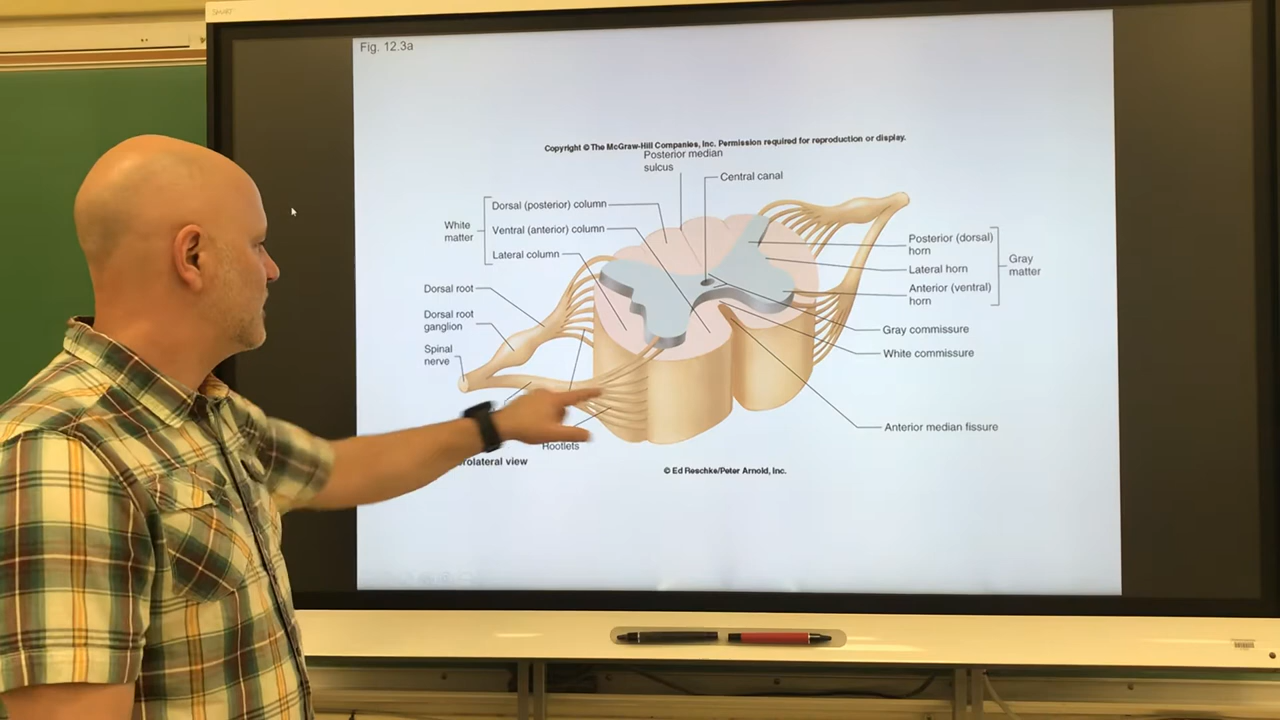 SMART
Fig. 12.3a
Copyright © The McGraw-Hill Companies, Inc. Permission required for reproduction or display.
Posterior median
sulcus
Central canal
White
matter
Dorsal (posterior) column
Ventral (anterior) column
Lateral column
Dorsal root
Dorsal root
ganglion
Spinal
nerve
Posterior (dorsal)
horn
Lateral horn
Anterior (ventral)
horn
Gray
matter
Gray commissure
White commissure
Anterior median fissure
Rootlets
rolateral view
© Ed Reschke/Peter Arnold, Inc.